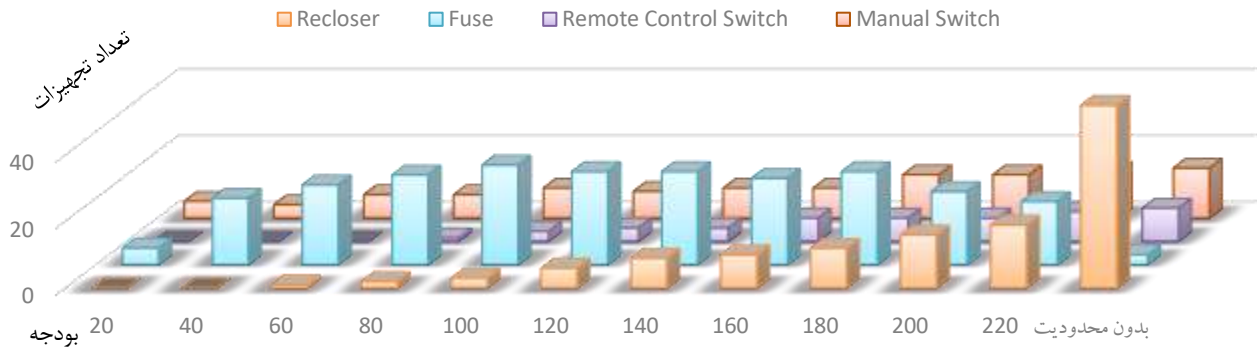 Recloser Fuse Remote Control Switch Manual Switch
تعداد تجهیزات
40
20
0
بودجه 20 40 60 80 100 120 140 160 180 200 220 بدون محدودیت